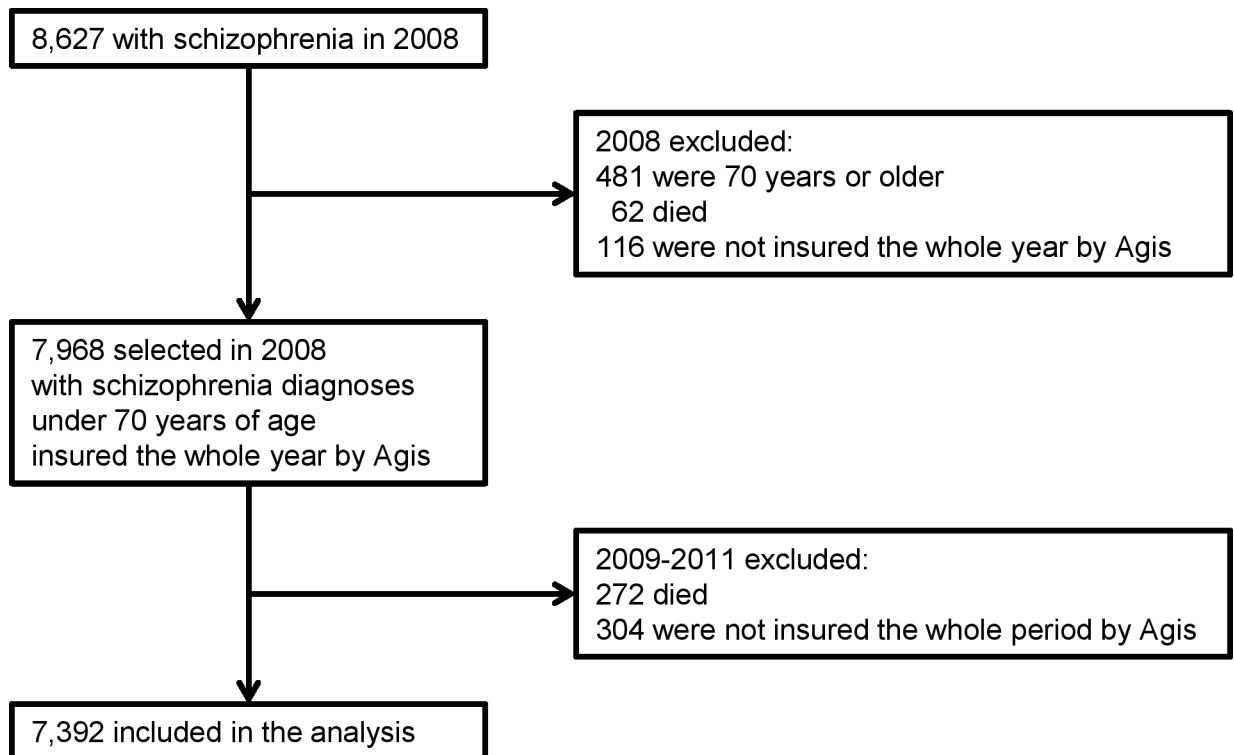 8,627 with schizophrenia in 2008
2008 excluded:
481 were 70 years or older
62 died
116 were not insured the whole year by Agis
7,968 selected in 2008
with schizophrenia diagnoses
under 70 years of age
insured the whole year by Agis
2009-2011 excluded:
272 died
304 were not insured the whole period by Agis
7,392 included in the analysis